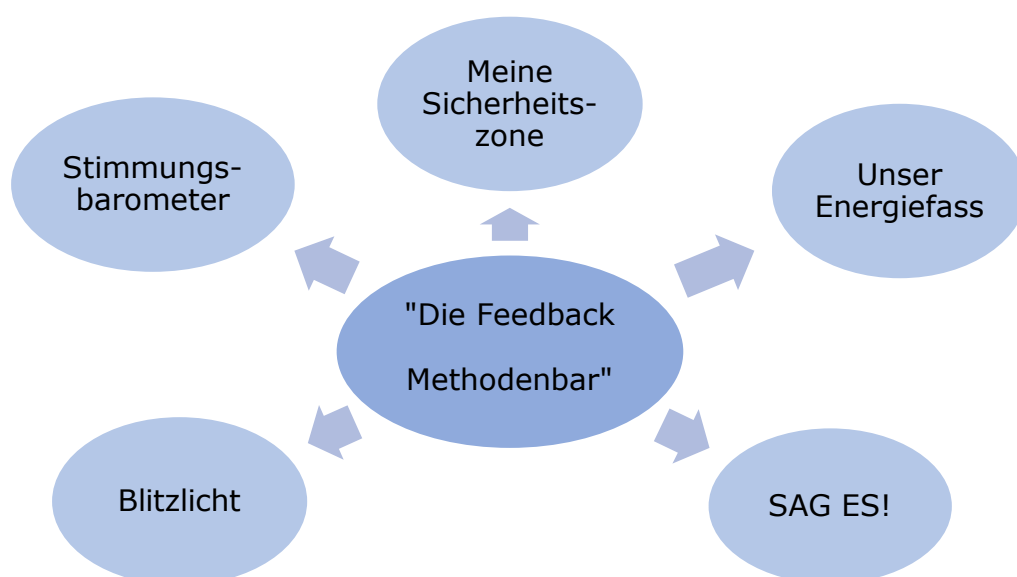 Meine
Sicherheits-
zone
Stimmungs-
barometer
Unser
Energiefass
"Die Feedback
Methodenbar"
Blitzlicht
SAG ES!